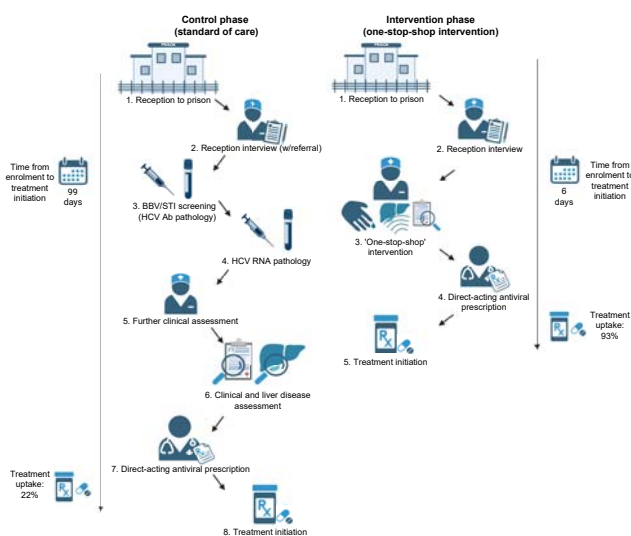 Control phase
(standard of care)
PRISON
1. Reception to prison
2. Reception interview (w/referral)
3. BBV/STI screening
(HCV Ab pathology)
4. HCV RNA pathology
5. Further clinical assessment
6. Clinical and liver disease
assessment
7. Direct-acting antiviral prescription
8. Treatment initiation
Time from
enrolment to
treatment
initiation
99
days
Treatment
uptake:
22%
Rx
Rx
Intervention phase
(one-stop-shop intervention)
PRISON
1. Reception to prison
2. Reception interview
3. 'One-stop-shop'
intervention
4. Direct-acting antiviral
prescription
5. Treatment initiation
Rx
6
days
Time from
enrolment to
treatment
initiation
Rx
Treatment
uptake:
93%